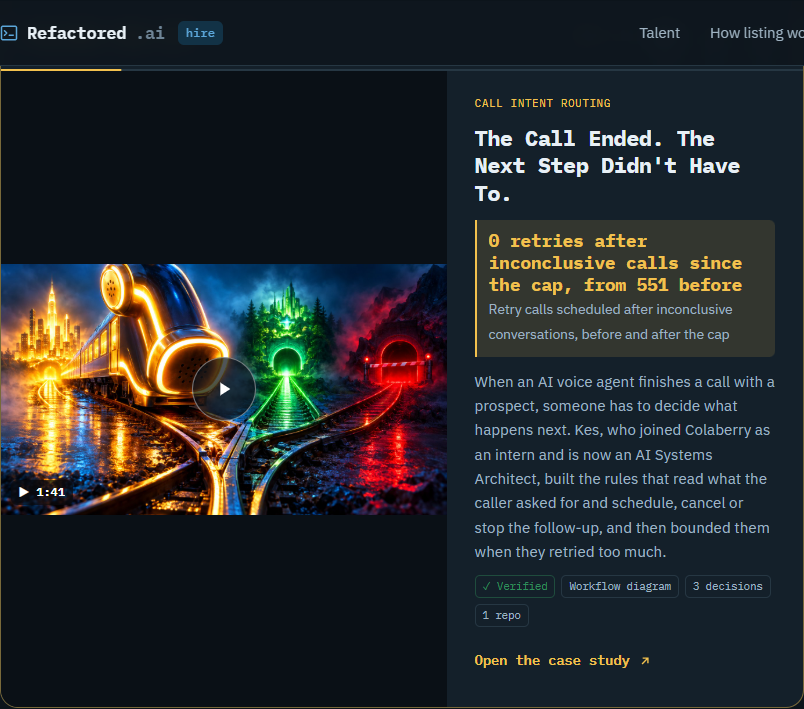 Refactored .ai hire
Talent
How listing wo
CALL INTENT ROUTING
The Call Ended. The
Next Step Didn't Have
To.
0 retries after
inconclusive calls since
the cap, from 551 before
Retry calls scheduled after inconclusive
conversations, before and after the cap
When an AI voice agent finishes a call with a
prospect, someone has to decide what
happens next. Kes, who joined Colaberry as
an intern and is now an AI Systems
Architect, built the rules that read what the
caller asked for and schedule, cancel or
stop the follow-up, and then bounded them
when they retried too much.
✓ Verified
Workflow diagram
3 decisions
1 repo
Open the case study ↗
▶ 1:41